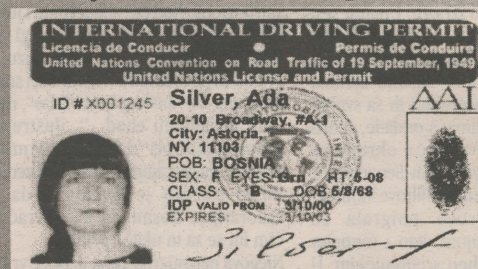 INTERNATIONAL DRIVING PERMIT
Licencia de Conducir Permis de Conduire
United Nations Convention on Road Traffic of 19 September, 1949
United Nations License and Permit
ID # X001245
Silver, Ada
AAI
20-10 Broadway, #A-1
City: Astoria,
NY. 11103
POB: BOSNIA
SEX: F EYES: Grn HT: 5-08
CLASS B DOB 5/8/68
IDP VALID FROM 3/10/00
EXPIRES 3/10/03